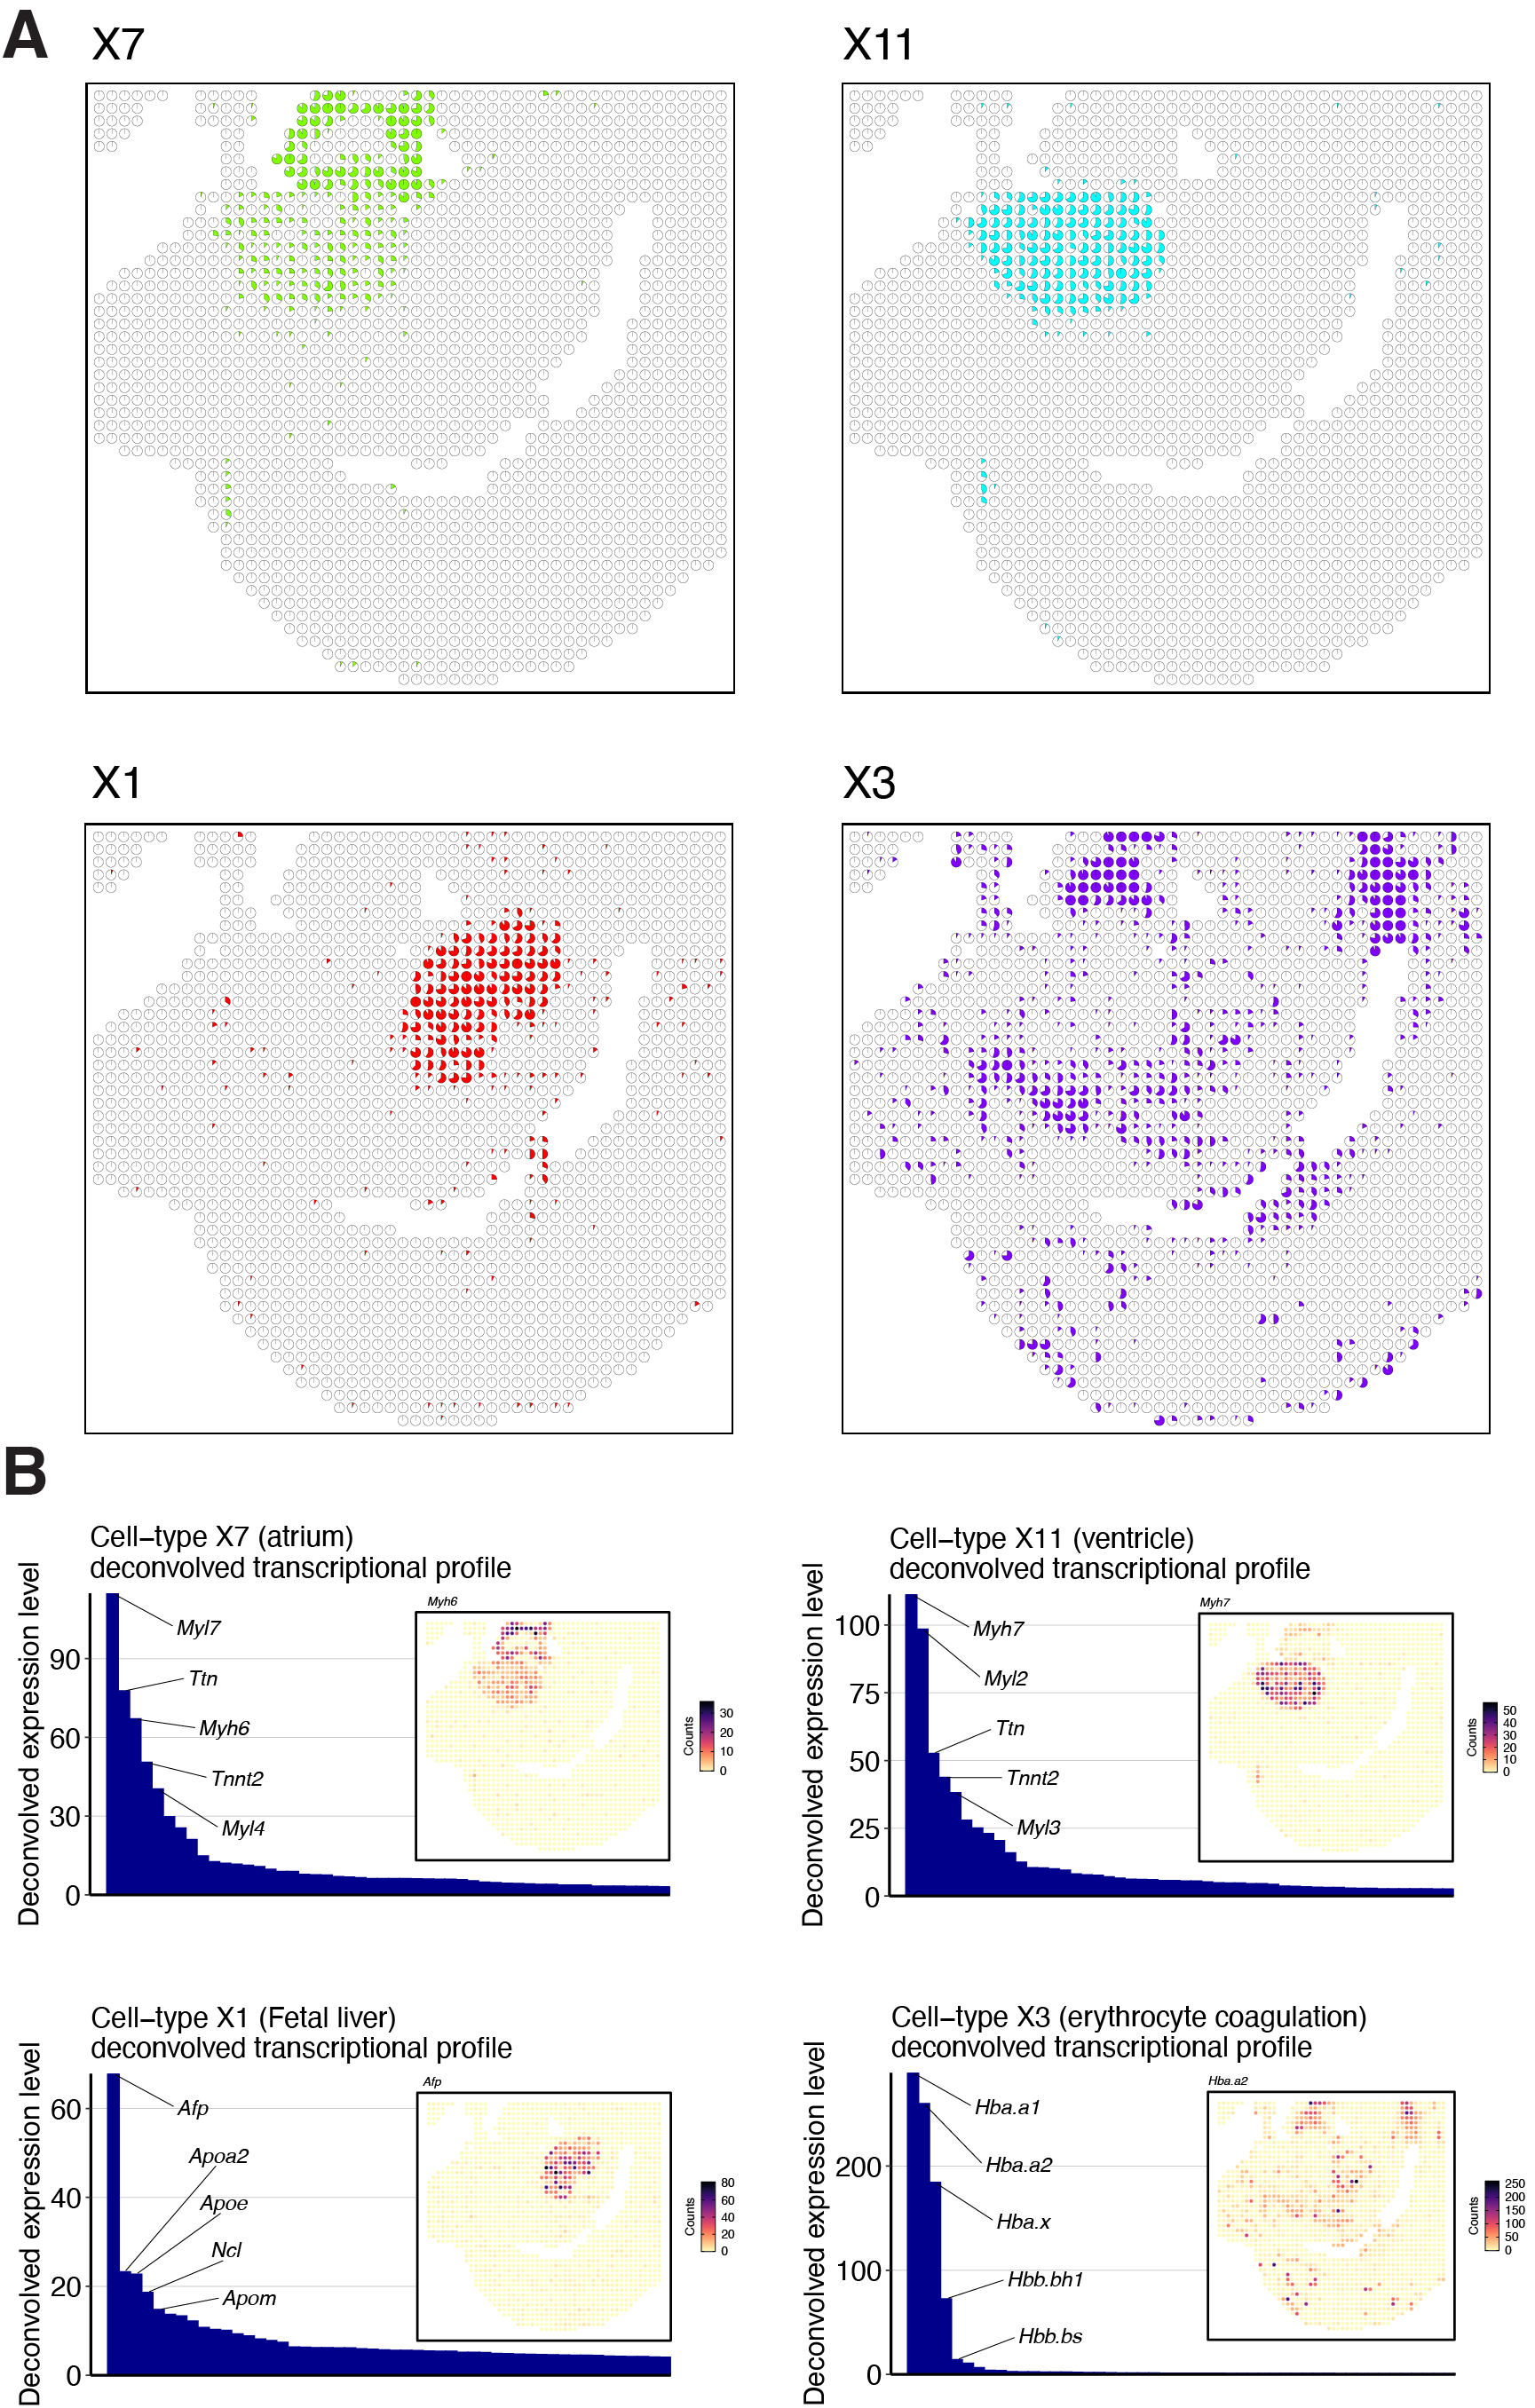 A
X7
X11
X1
X3
B
Cell–type X7 (atrium)
deconvolved transcriptional profile
Deconvolved expression level
90
60
30
0
Myl7
Ttn
Myh6
Tnnt2
Myl4
Myh6
Counts
30
20
10
0
Cell–type X11 (ventricle)
deconvolved transcriptional profile
Deconvolved expression level
100
75
50
25
0
Myh7
Myl2
Ttn
Tnnt2
Myl3
Myh7
Counts
50
40
30
20
10
0
Cell–type X1 (Fetal liver)
deconvolved transcriptional profile
Deconvolved expression level
60
40
20
0
Afp
Apoa2
Apoe
Ncl
Apom
Afp
Counts
80
60
40
20
0
Cell–type X3 (erythrocyte coagulation)
deconvolved transcriptional profile
Deconvolved expression level
200
100
0
Hba.a1
Hba.a2
Hba.x
Hbb.bh1
Hbb.bs
Hba.a2
Counts
250
200
150
100
50
0